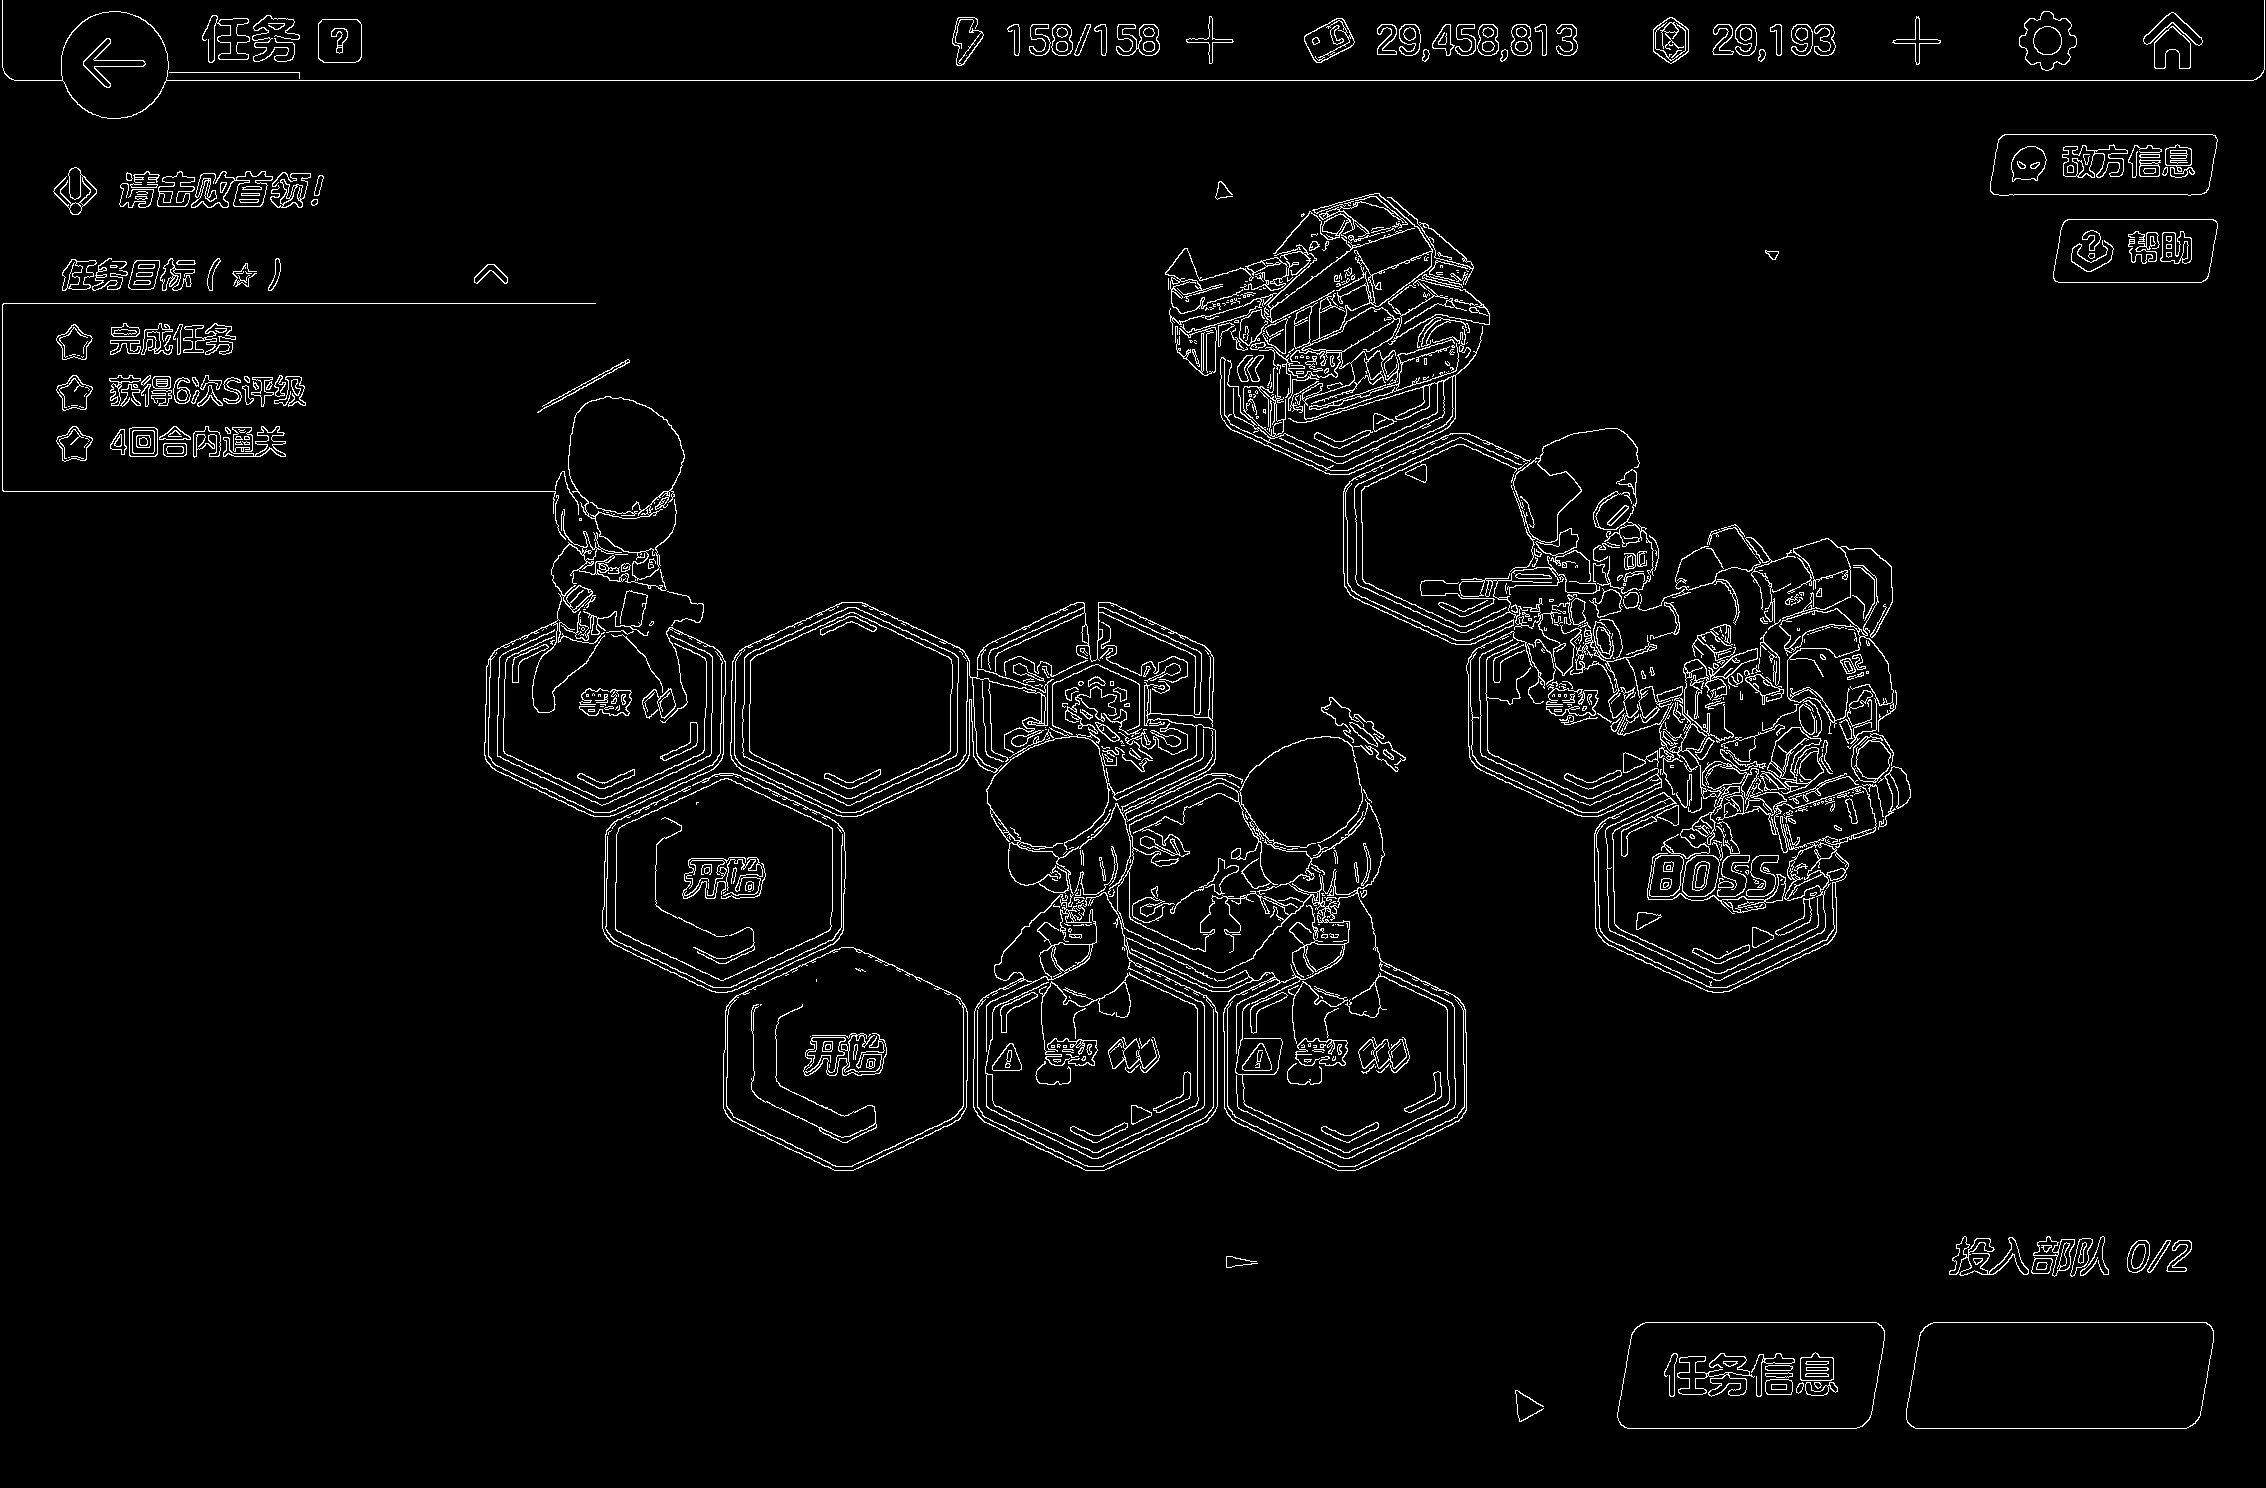 任务 ?
158/158
29,458,813
29,193
敌方信息
请击败首领!
帮助
任务目标 ( ☆ )
完成任务
获得6次S评级
4回合内通关
等级
等级
等级
开始
BOSS
开始
等级
等级
投入部队 0/2
任务信息